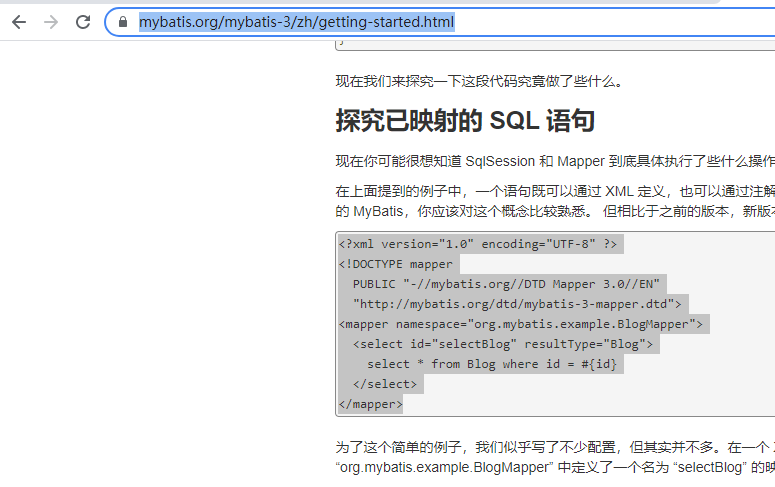 mybatis.org/mybatis-3/zh/getting-started.html
}
现在我们来探究一下这段代码究竟做了些什么。
探究已映射的 SQL 语句
现在你可能很想知道 SqlSession 和 Mapper 到底具体执行了些什么操作
在上面提到的例子中，一个语句既可以通过 XML 定义，也可以通过注解
的 MyBatis，你应该对这个概念比较熟悉。 但相比于之前的版本，新版本
<?xml version="1.0" encoding="UTF-8" ?>
<!DOCTYPE mapper
PUBLIC "-//mybatis.org//DTD Mapper 3.0//EN"
"http://mybatis.org/dtd/mybatis-3-mapper.dtd">
<mapper namespace="org.mybatis.example.BlogMapper">
<select id="selectBlog" resultType="Blog">
select * from Blog where id = #{id}
</select>
</mapper>
为了这个简单的例子，我们似乎写了不少配置，但其实并不多。在一个
“org.mybatis.example.BlogMapper” 中定义了一个名为 “selectBlog” 的映